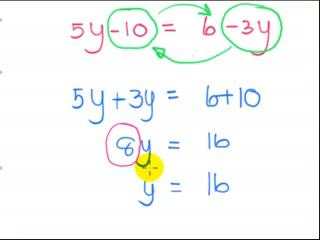 5y -10 = 6 -3y
5y + 3y = 6 + 10
8y = 16
y = 16